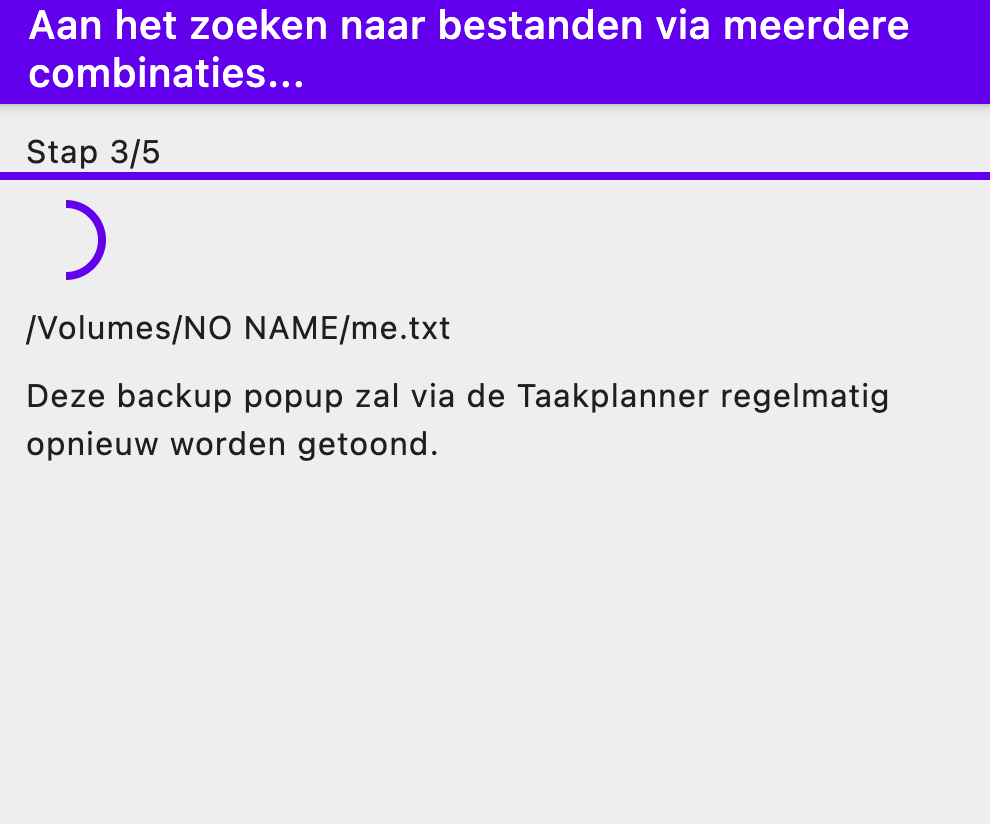 Aan het zoeken naar bestanden via meerdere
combinaties...
Stap 3/5
/Volumes/NO NAME/me.txt
Deze backup popup zal via de Taakplanner regelmatig
opnieuw worden getoond.